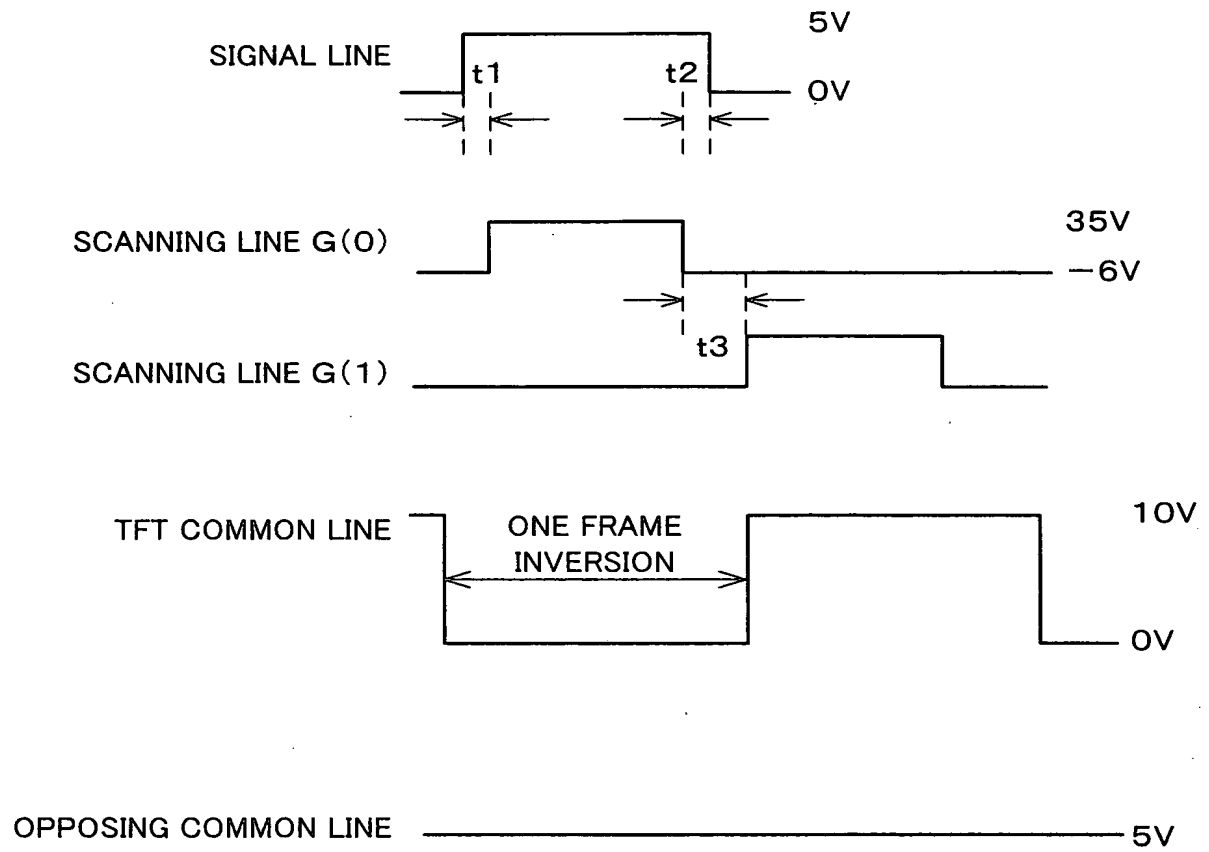 5V
SIGNAL LINE
t1
t2
0V
SCANNING LINE G(0)
35V
−6V
t3
SCANNING LINE G(1)
TFT COMMON LINE
ONE FRAME
INVERSION
10V
0V
OPPOSING COMMON LINE
5V